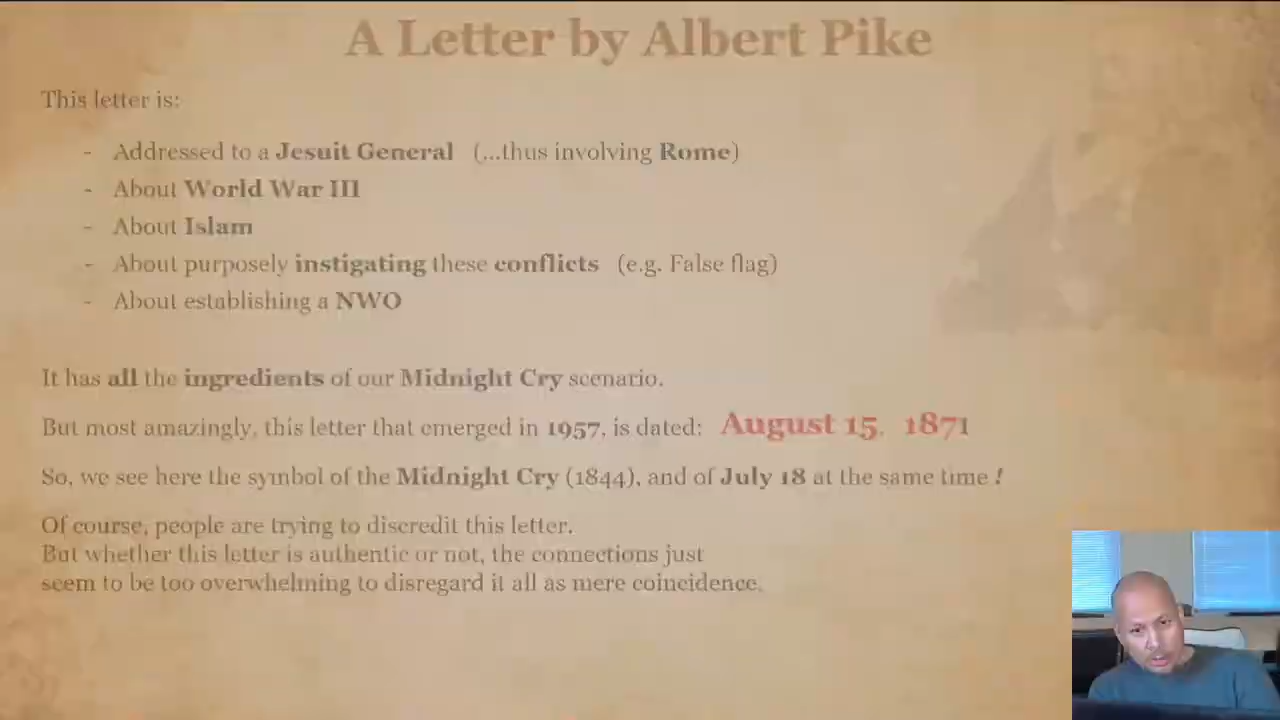 A Letter by Albert Pike
This letter is:
- Addressed to a Jesuit General (...thus involving Rome)
- About World War III
- About Islam
- About purposely instigating these conflicts (e.g. False flag)
- About establishing a NWO
It has all the ingredients of our Midnight Cry scenario.
But most amazingly, this letter that emerged in 1957, is dated: August 15, 1871
So, we see here the symbol of the Midnight Cry (1844), and of July 18 at the same time !
Of course, people are trying to discredit this letter.
But whether this letter is authentic or not, the connections just
seem to be too overwhelming to disregard it all as mere coincidence.